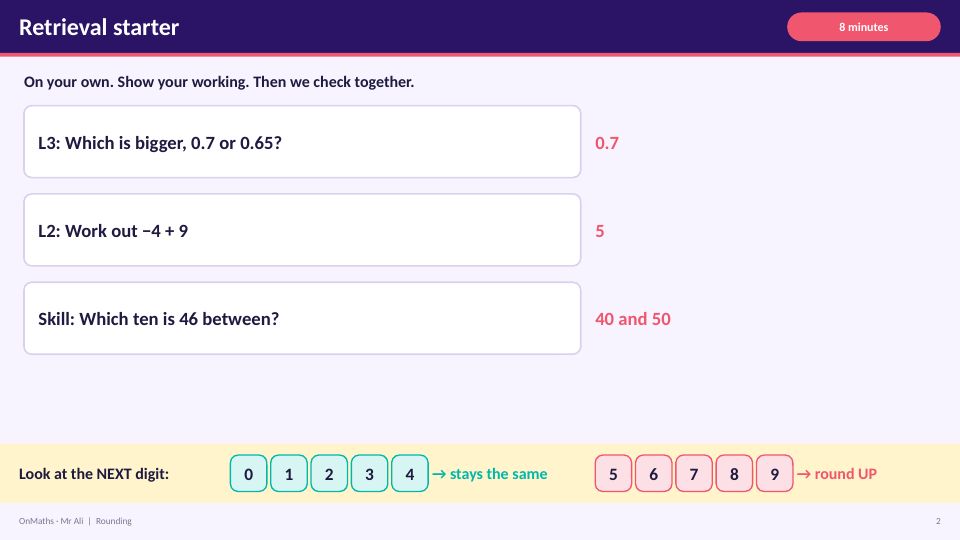 Retrieval starter
8 minutes
On your own. Show your working. Then we check together.
L3: Which is bigger, 0.7 or 0.65?
0.7
L2: Work out −4 + 9
5
Skill: Which ten is 46 between?
40 and 50
Look at the NEXT digit: 0 1 2 3 4 → stays the same 5 6 7 8 9 → round UP
OnMaths - Mr Ali | Rounding
2